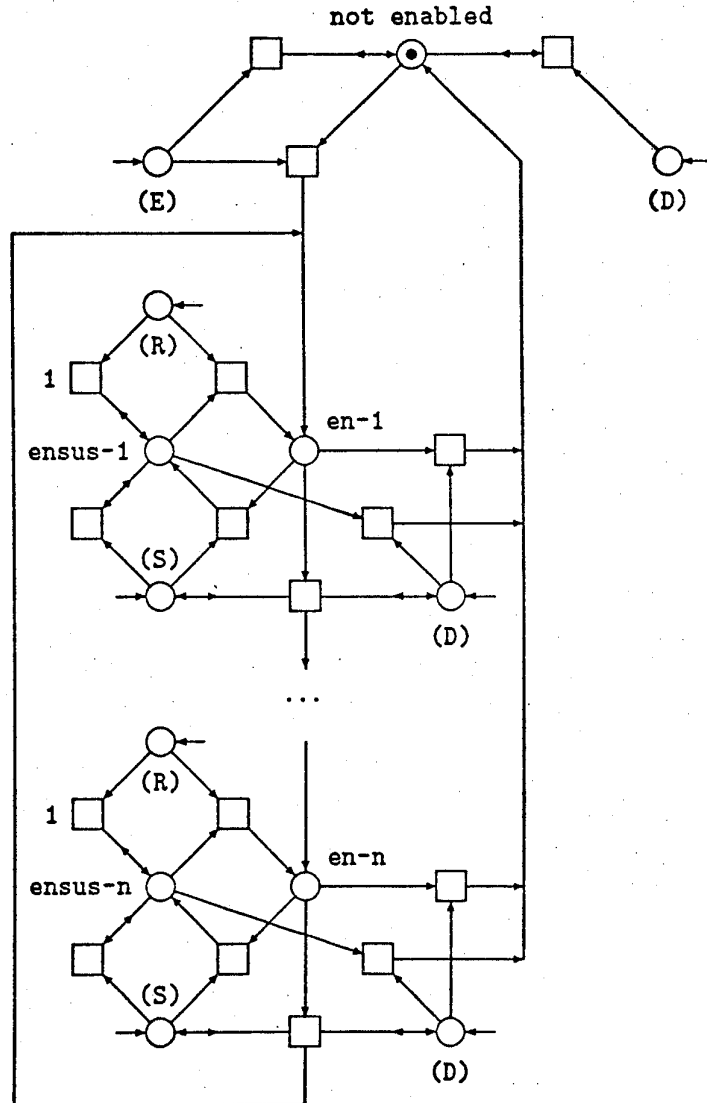 not enabled
(E)
(D)
(R)
1
en-1
ensus-1
(S)
(D)
...
(R)
1
en-n
ensus-n
(S)
(D)